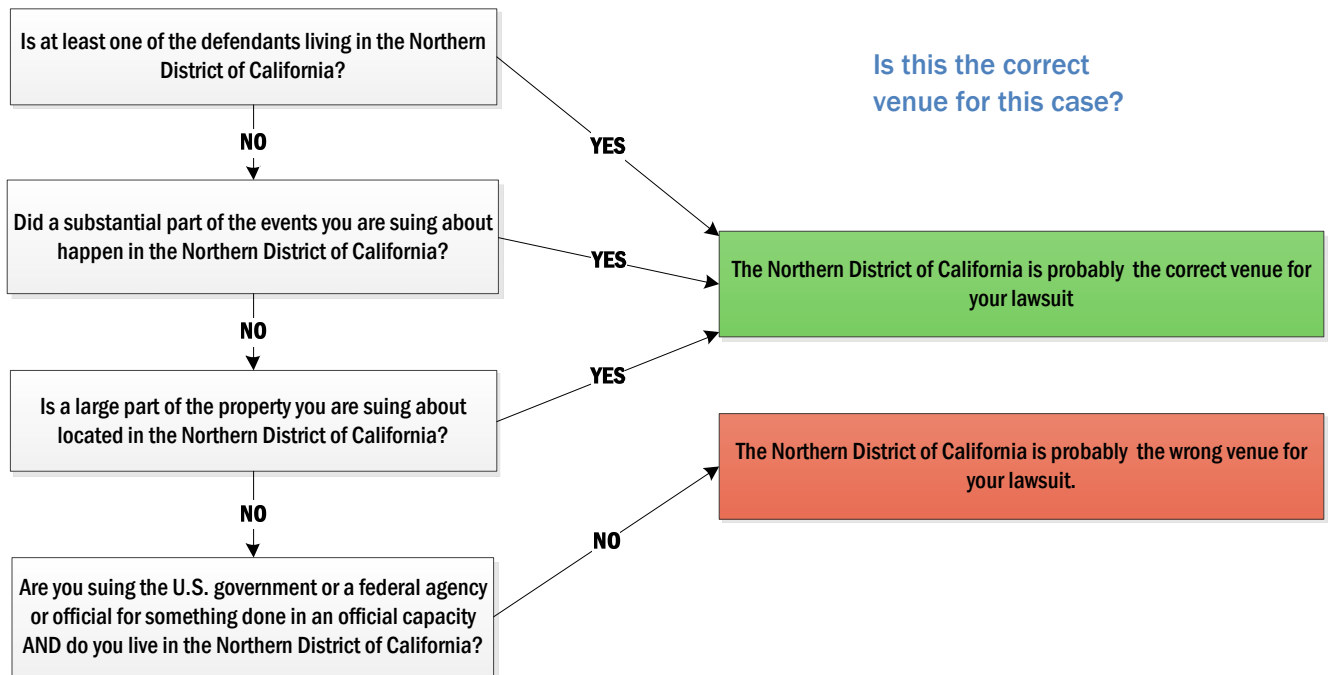 Is at least one of the defendants living in the Northern
District of California?
Is this the correct
venue for this case?
NO
YES
Did a substantial part of the events you are suing about
happen in the Northern District of California?
YES
The Northern District of California is probably the correct venue for
your lawsuit
NO
YES
Is a large part of the property you are suing about
located in the Northern District of California?
The Northern District of California is probably the wrong venue for
your lawsuit.
NO
NO
Are you suing the U.S. government or a federal agency
or official for something done in an official capacity
AND do you live in the Northern District of California?